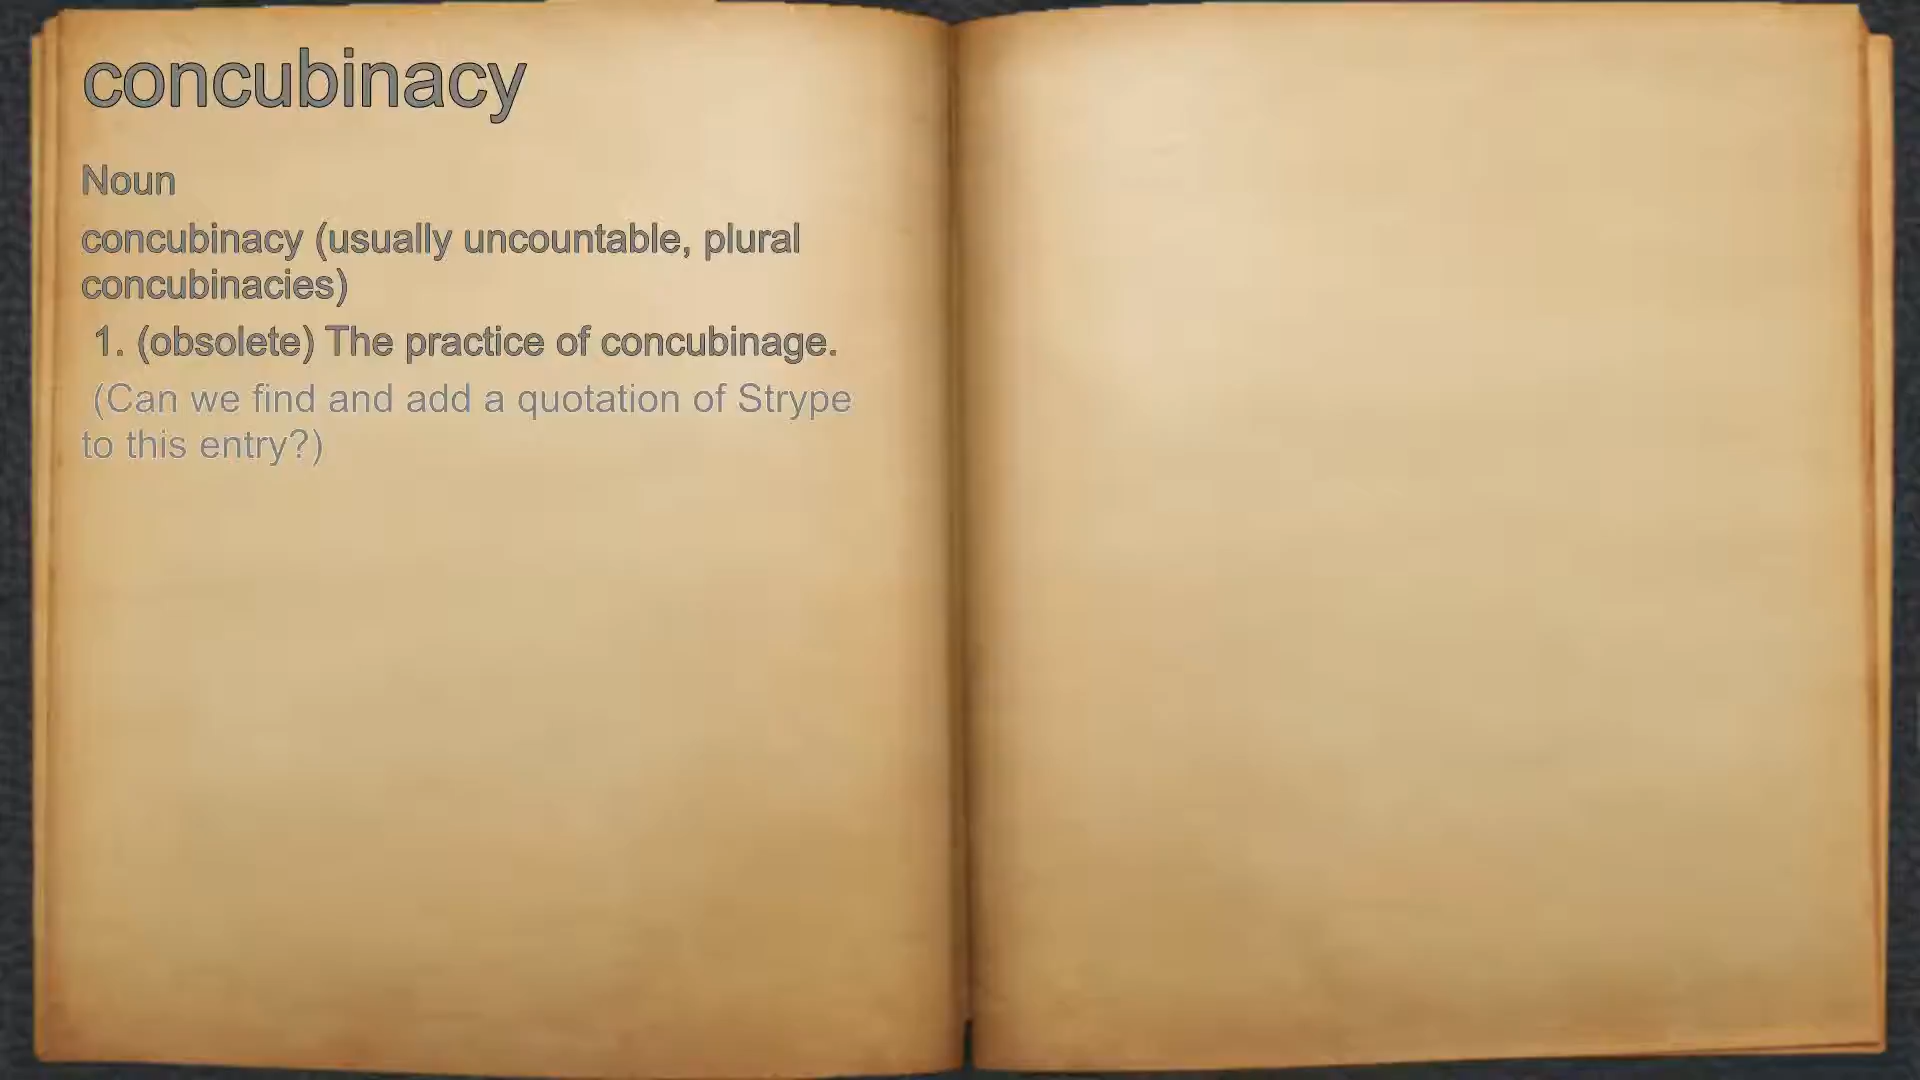 concubinacy
Noun
concubinacy (usually uncountable, plural
concubinacies)
1. (obsolete) The practice of concubinage.
(Can we find and add a quotation of Strype
to this entry?)